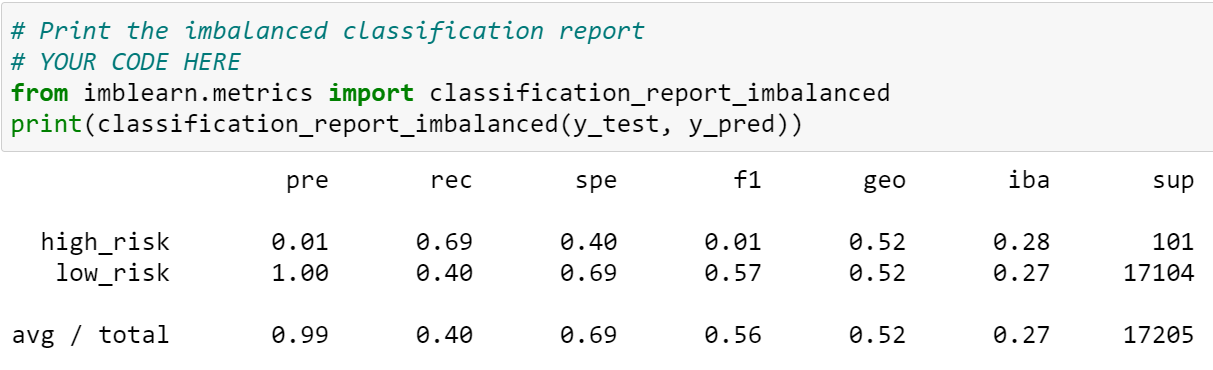 # Print the imbalanced classification report
# YOUR CODE HERE
from imblearn.metrics import classification_report_imbalanced
print(classification_report_imbalanced(y_test, y_pred))
pre rec spe f1 geo iba sup
high_risk 0.01 0.69 0.40 0.01 0.52 0.28 101
low_risk 1.00 0.40 0.69 0.57 0.52 0.27 17104
avg / total 0.99 0.40 0.69 0.56 0.52 0.27 17205